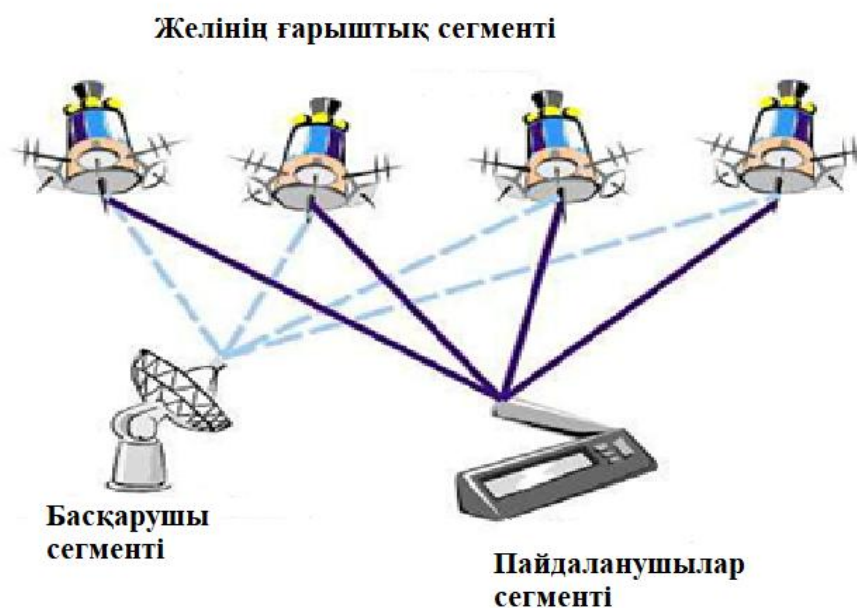 Желінің ғарыштық сегменті
Басқарушы
сегменті
Пайдаланушылар
сегменті